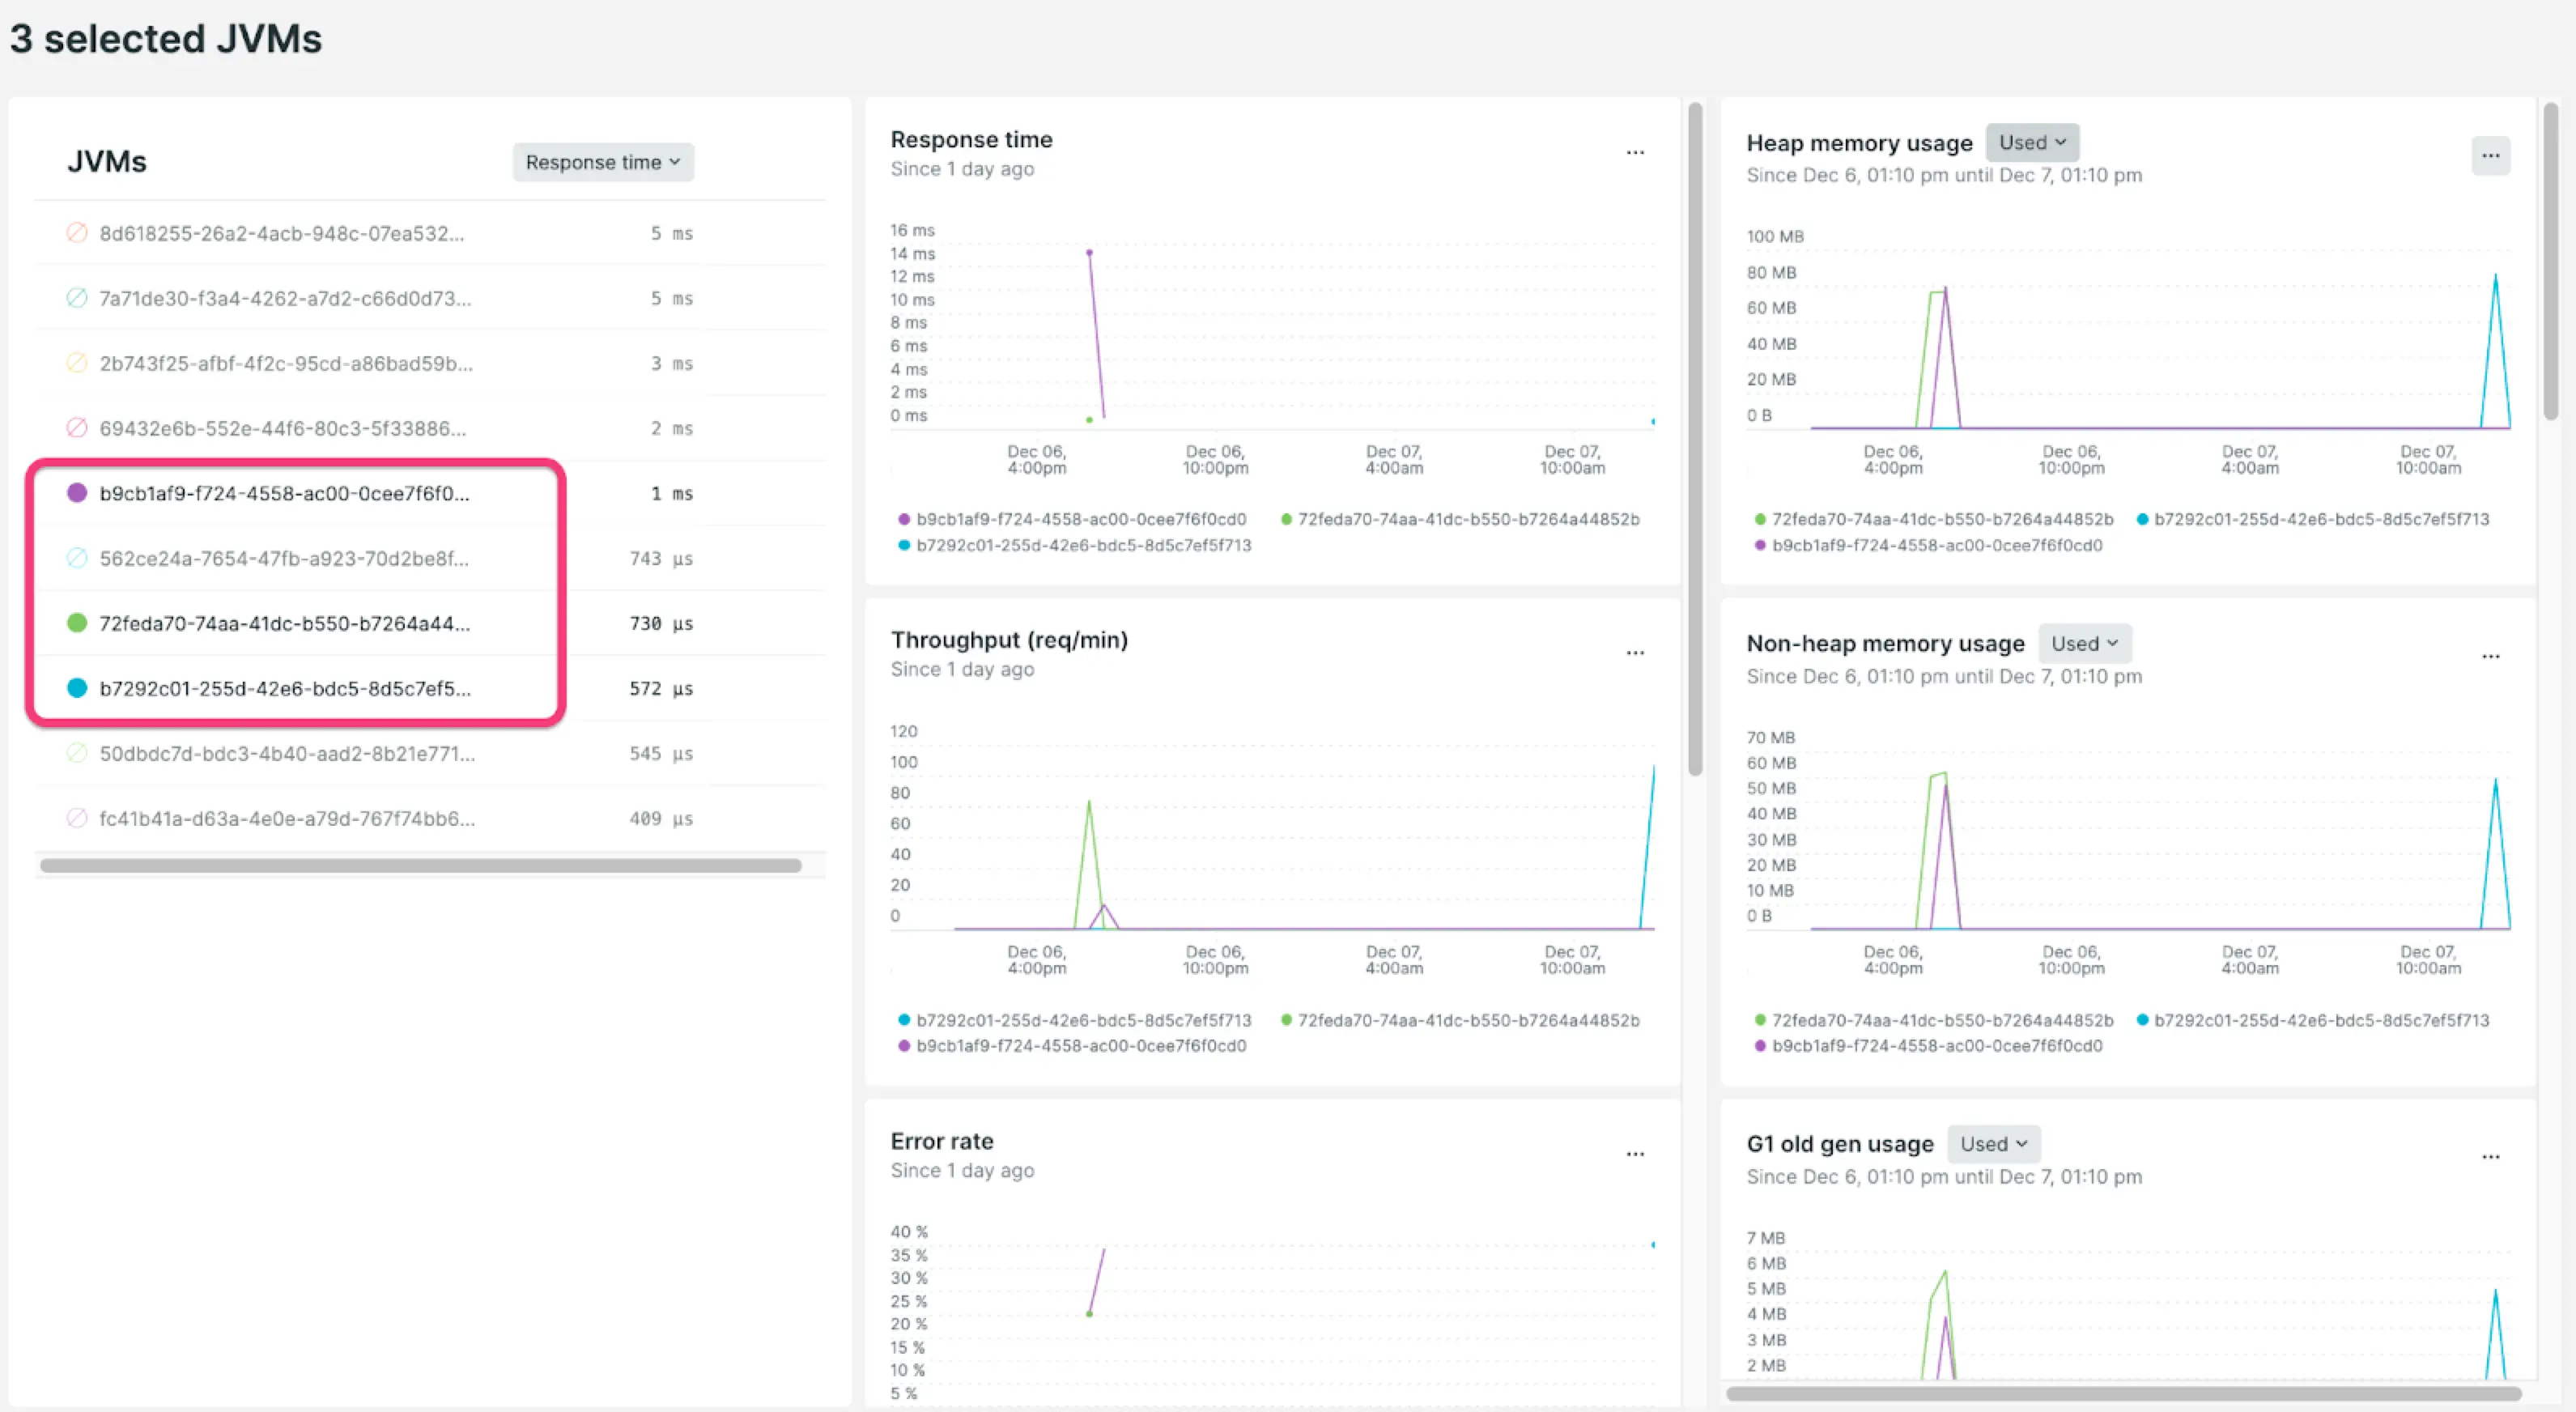 3 selected JVMs
JVMs
Response time
8d618255-26a2-4acb-948c-07ea532... 5 ms
7a71de30-f3a4-4262-a7d2-c66d0d73... 5 ms
2b743f25-afbf-4f2c-95cd-a86bad59b... 3 ms
69432e6b-552e-44f6-80c3-5f33886... 2 ms
b9cb1af9-f724-4558-ac00-0cee7f6f0... 1 ms
562ce24a-7654-47fb-a923-70d2be8f... 743 µs
72feda70-74aa-41dc-b550-b7264a44... 730 µs
b7292c01-255d-42e6-bdc5-8d5c7ef5... 572 µs
50dbdc7d-bdc3-4b40-aad2-8b21e771... 545 µs
fc41b41a-d63a-4e0e-a79d-767f74bb6... 409 µs
Response time
Since 1 day ago
...
16 ms
14 ms
12 ms
10 ms
8 ms
6 ms
4 ms
2 ms
0 ms
Dec 06, Dec 06, Dec 07, Dec 07,
4:00pm 10:00pm 4:00am 10:00am
b9cb1af9-f724-4558-ac00-0cee7f6f0cd0 72feda70-74aa-41dc-b550-b7264a44852b
b7292c01-255d-42e6-bdc5-8d5c7ef5f713
Throughput (req/min)
Since 1 day ago
...
120
100
80
60
40
20
0
Dec 06, Dec 06, Dec 07, Dec 07,
4:00pm 10:00pm 4:00am 10:00am
b7292c01-255d-42e6-bdc5-8d5c7ef5f713 72feda70-74aa-41dc-b550-b7264a44852b
b9cb1af9-f724-4558-ac00-0cee7f6f0cd0
Error rate
Since 1 day ago
...
40 %
35 %
30 %
25 %
20 %
15 %
10 %
5 %
Heap memory usage Used
Since Dec 6, 01:10 pm until Dec 7, 01:10 pm
...
100 MB
80 MB
60 MB
40 MB
20 MB
0 B
Dec 06, Dec 06, Dec 07, Dec 07,
4:00pm 10:00pm 4:00am 10:00am
72feda70-74aa-41dc-b550-b7264a44852b b7292c01-255d-42e6-bdc5-8d5c7ef5f713
b9cb1af9-f724-4558-ac00-0cee7f6f0cd0
Non-heap memory usage Used
Since Dec 6, 01:10 pm until Dec 7, 01:10 pm
...
70 MB
60 MB
50 MB
40 MB
30 MB
20 MB
10 MB
0 B
Dec 06, Dec 06, Dec 07, Dec 07,
4:00pm 10:00pm 4:00am 10:00am
72feda70-74aa-41dc-b550-b7264a44852b b7292c01-255d-42e6-bdc5-8d5c7ef5f713
b9cb1af9-f724-4558-ac00-0cee7f6f0cd0
G1 old gen usage Used
Since Dec 6, 01:10 pm until Dec 7, 01:10 pm
...
7 MB
6 MB
5 MB
4 MB
3 MB
2 MB